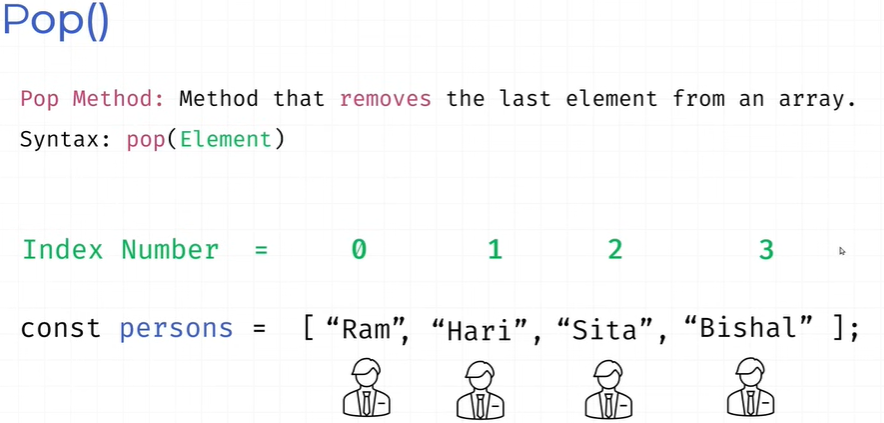 Pop()
Pop Method: Method that removes the last element from an array.
Syntax: pop(Element)
Index Number = 0 1 2 3
const persons = [ “Ram”, “Hari”, “Sita”, “Bishal” ];